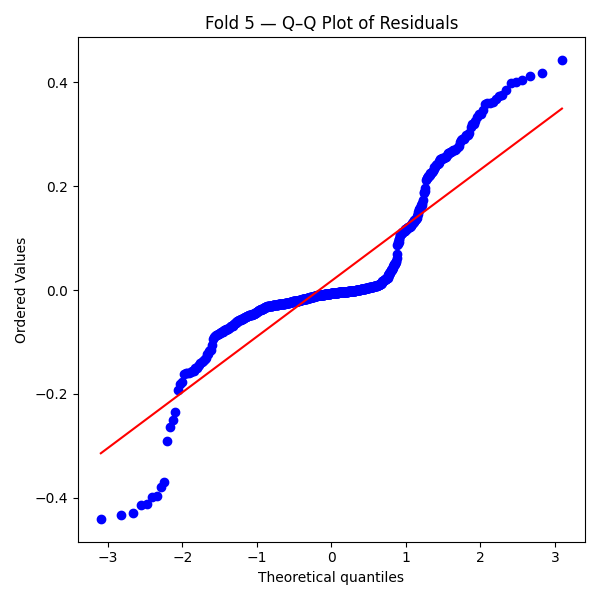 Fold 5 — Q–Q Plot of Residuals
Ordered Values
0.4
0.2
0.0
−0.2
−0.4
−3 −2 −1 0 1 2 3
Theoretical quantiles